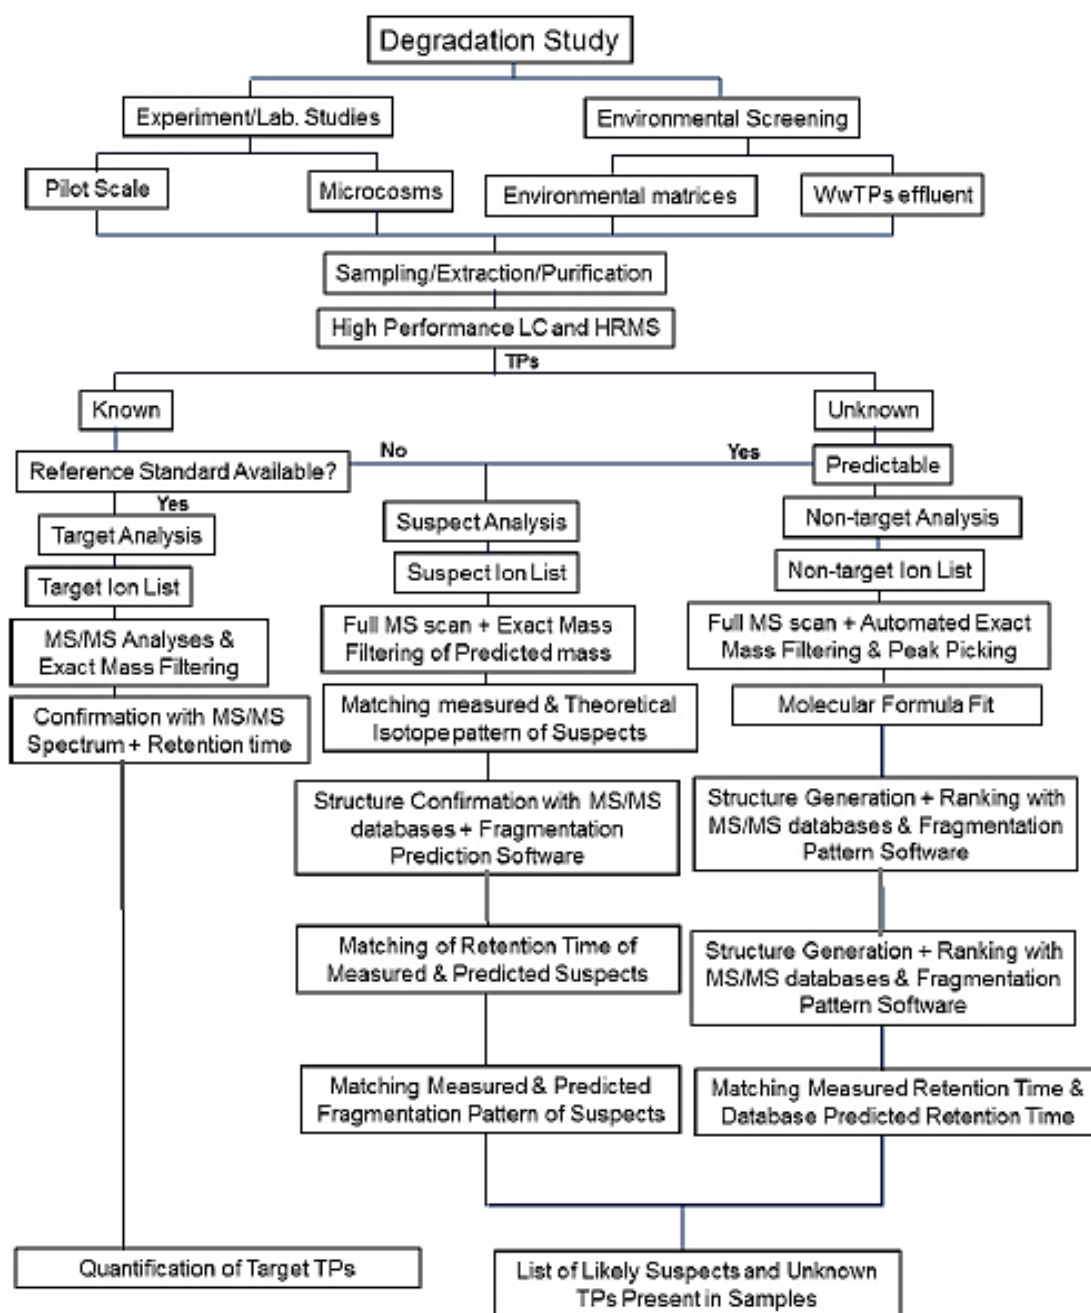 Degradation Study
Experiment/Lab. Studies
Environmental Screening
Pilot Scale
Microcosms
Environmental matrices
WwTPs effluent
Sampling/Extraction/Purification
High Performance LC and HRMS
TPs
Known
Unknown
Reference Standard Available?
No
Yes
Predictable
Yes
Target Analysis
Suspect Analysis
Non-target Analysis
Target Ion List
Suspect Ion List
Non-target Ion List
MS/MS Analyses &
Exact Mass Filtering
Full MS scan + Exact Mass
Filtering of Predicted mass
Full MS scan + Automated Exact
Mass Filtering & Peak Picking
Confirmation with MS/MS
Spectrum + Retention time
Matching measured & Theoretical
Isotope pattern of Suspects
Molecular Formula Fit
Structure Confirmation with MS/MS
databases + Fragmentation
Prediction Software
Structure Generation + Ranking with
MS/MS databases & Fragmentation
Pattern Software
Matching of Retention Time of
Measured & Predicted Suspects
Structure Generation + Ranking with
MS/MS databases & Fragmentation
Pattern Software
Matching Measured & Predicted
Fragmentation Pattern of Suspects
Matching Measured Retention Time &
Database Predicted Retention Time
Quantification of Target TPs
List of Likely Suspects and Unknown
TPs Present in Samples